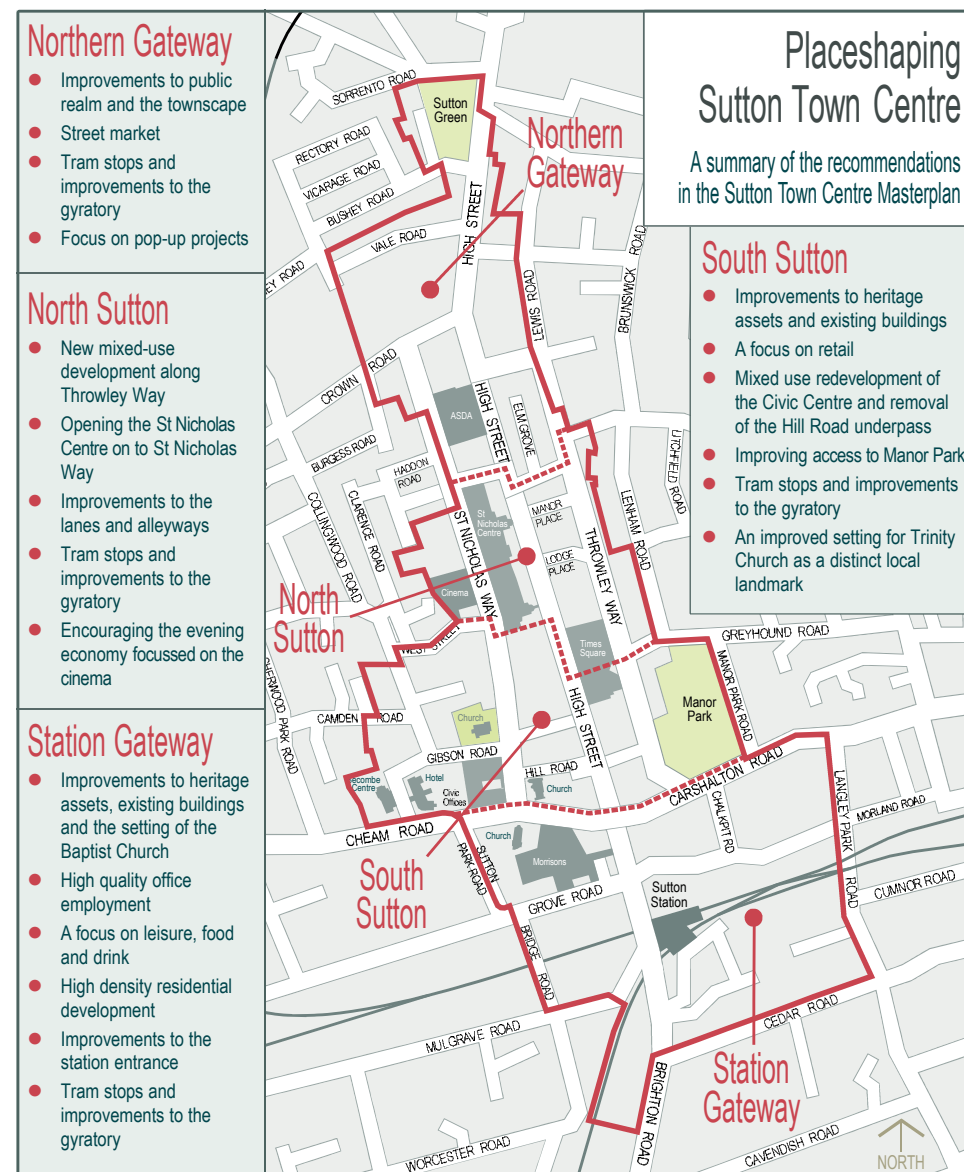 Northern Gateway
Improvements to public
realm and the townscape
Street market
Tram stops and
improvements to the
gyratory
Focus on pop-up projects
North Sutton
New mixed-use
development along
Throwley Way
Opening the St Nicholas
Centre on to St Nicholas
Way
Improvements to the
lanes and alleyways
Tram stops and
improvements to the
gyratory
Encouraging the evening
economy focussed on the
cinema
Station Gateway
Improvements to heritage
assets, existing buildings
and the setting of the
Baptist Church
High quality office
employment
A focus on leisure, food
and drink
High density residential
development
Improvements to the
station entrance
Tram stops and
improvements to the
gyratory
Placeshaping
Sutton Town Centre
A summary of the recommendations
in the Sutton Town Centre Masterplan
South Sutton
Improvements to heritage
assets and existing buildings
A focus on retail
Mixed use redevelopment of
the Civic Centre and removal
of the Hill Road underpass
Improving access to Manor Park
Tram stops and improvements
to the gyratory
An improved setting for Trinity
Church as a distinct local
landmark
SORRENTO ROAD
Sutton
Green
Northern
Gateway
RECTORY ROAD
VICARAGE ROAD
BUSHEY ROAD
HIGH STREET
VALE ROAD
EY ROAD
LEWIS ROAD
BRUNSWICK ROAD
CROWN ROAD
ASDA
HIGH STREET
ELM GROVE
BURGESS ROAD
HADDON
ROAD
LITCHFIELD ROAD
COLLINGWOOD ROAD
CLARENCE ROAD
ST NICHOLAS WAY
St
Nicholas
Centre
MANOR
PLACE
LENHAM ROAD
THROWLEY WAY
LODGE
PLACE
Cinema
North
Sutton
WEST STREET
Times
Square
GREYHOUND ROAD
MANOR PARK ROAD
HERWOOD PARK ROAD
HIGH STREET
Manor
Park
CAMDEN ROAD
Church
GIBSON ROAD
HILL ROAD
ecombe
Centre
Hotel
Civic
Offices
Church
CARSHALTON ROAD
LANGLEY PARK
ROAD
CHALKPIT RD
MORLAND ROAD
CHEAM ROAD
Church
SUTTON
PARK ROAD
Morrisons
South
Sutton
GROVE ROAD
Sutton
Station
CUMNOR ROAD
BRIDGE ROAD
MULGRAVE ROAD
CEDAR ROAD
Station
Gateway
BRIGHTON ROAD
WORCESTER ROAD
CAVENDISH ROAD
NORTH